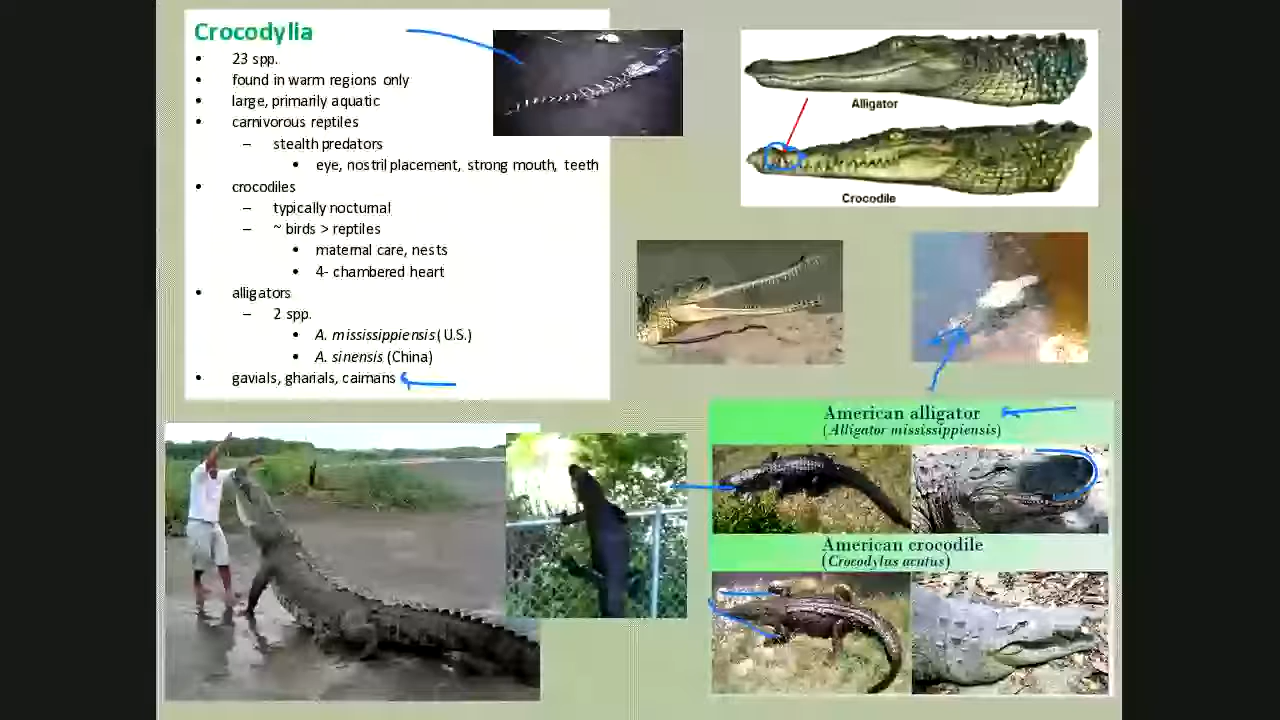 Crocodylia
• 23 spp.
• found in warm regions only
• large, primarily aquatic
• carnivorous reptiles
– stealth predators
• eye, nostril placement, strong mouth, teeth
• crocodiles
– typically nocturnal
– ~ birds > reptiles
• maternal care, nests
• 4- chambered heart
• alligators
– 2 spp.
• A. mississippiensis (U.S.)
• A. sinensis (China)
• gavials, gharials, caimans
Alligator
Crocodile
American alligator
(Alligator mississippiensis)
American crocodile
(Crocodylus acutus)